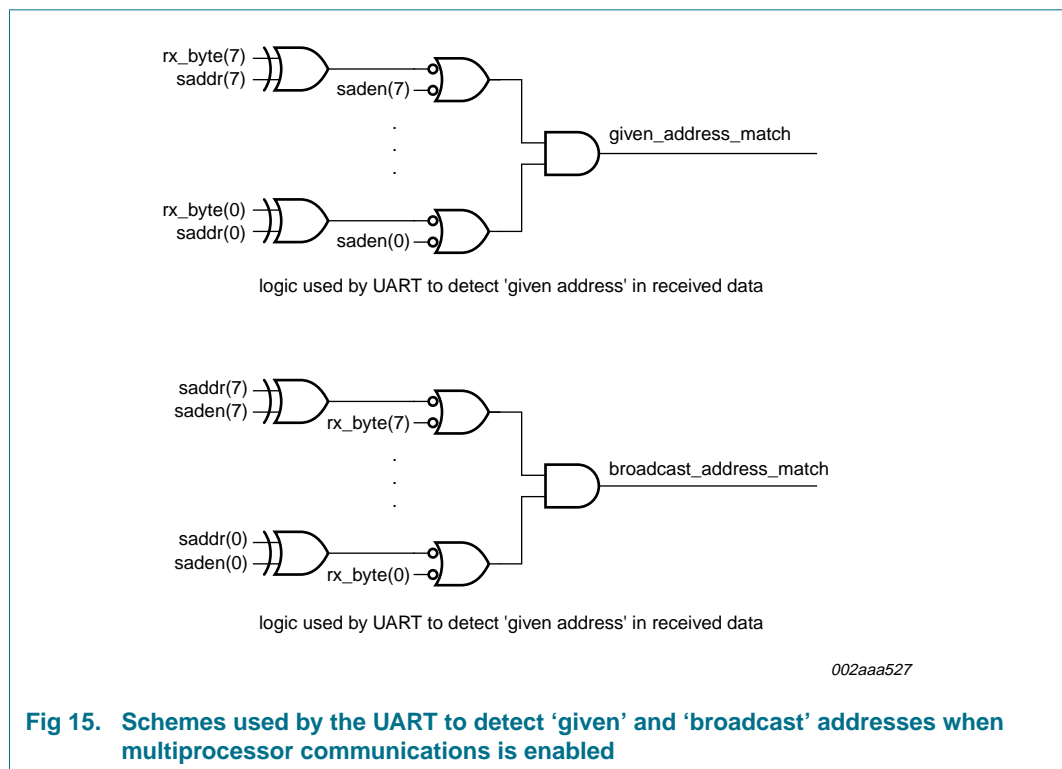 rx_byte(7)
saddr(7)
saden(7)
.
.
.
given_address_match
rx_byte(0)
saddr(0)
saden(0)
logic used by UART to detect 'given address' in received data
saddr(7)
saden(7)
rx_byte(7)
.
.
.
broadcast_address_match
saddr(0)
saden(0)
rx_byte(0)
logic used by UART to detect 'given address' in received data
002aaa527
Fig 15. Schemes used by the UART to detect ‘given’ and ‘broadcast’ addresses when
multiprocessor communications is enabled